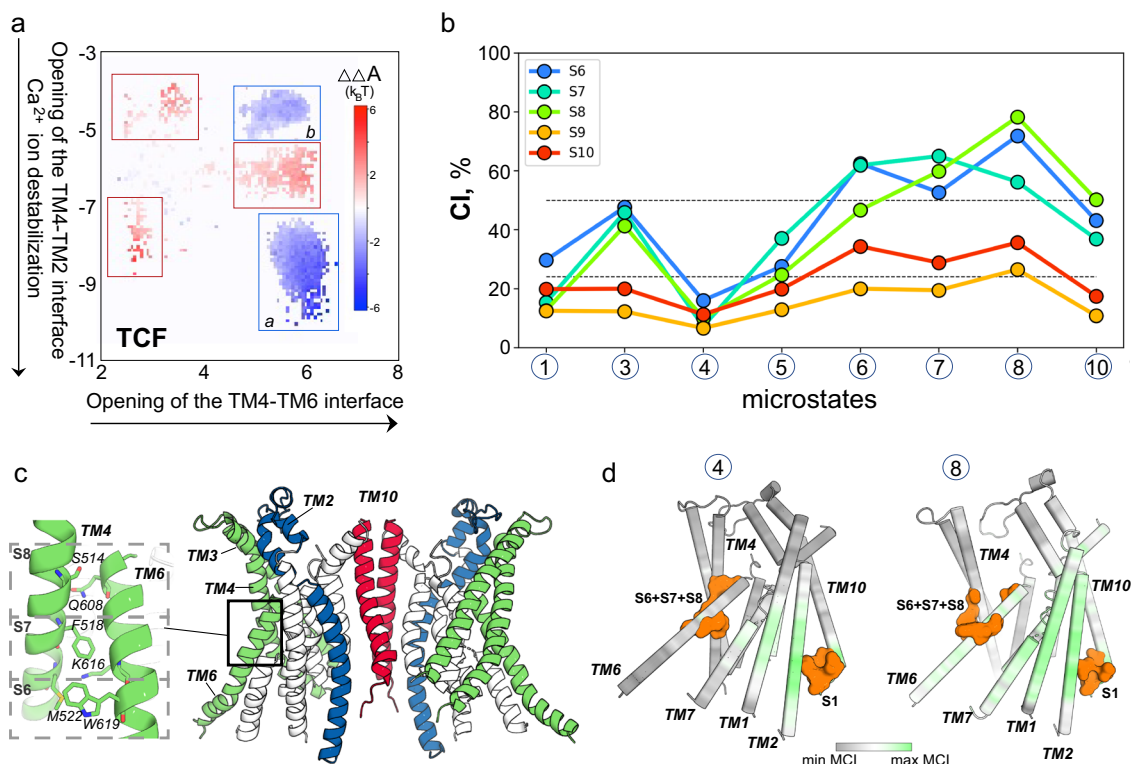 a
Opening of the TM4-TM2 interface
Ca2+ ion destabilization
-3
-5
-7
-9
-11
2
4
6
8
△△A
(kBT)
6
2
-2
-6
b
a
TCF
Opening of the TM4-TM6 interface
b
CI, %
100
80
60
40
20
0
S6
S7
S8
S9
S10
1
3
4
5
6
7
8
10
microstates
c
TM4
S8
S514
TM6
Q608
S7
F518
K616
S6
M522
W619
TM2
TM10
TM3
TM4
TM6
d
4
TM4
TM10
S6+S7+S8
TM6
S1
TM7
TM1
TM2
8
TM4
TM10
S6+S7+S8
TM6
S1
TM7
TM1
TM2
min MCI
max MCI